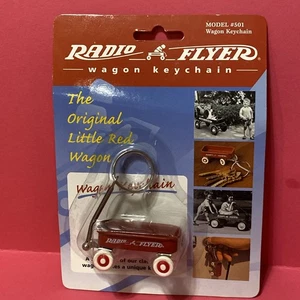 MODEL #501
Wagon Keychain
RADIO FLYER
wagon keychain
The
Original
Little Red
Wagon
Wagon Keychain
RADIO FLYER